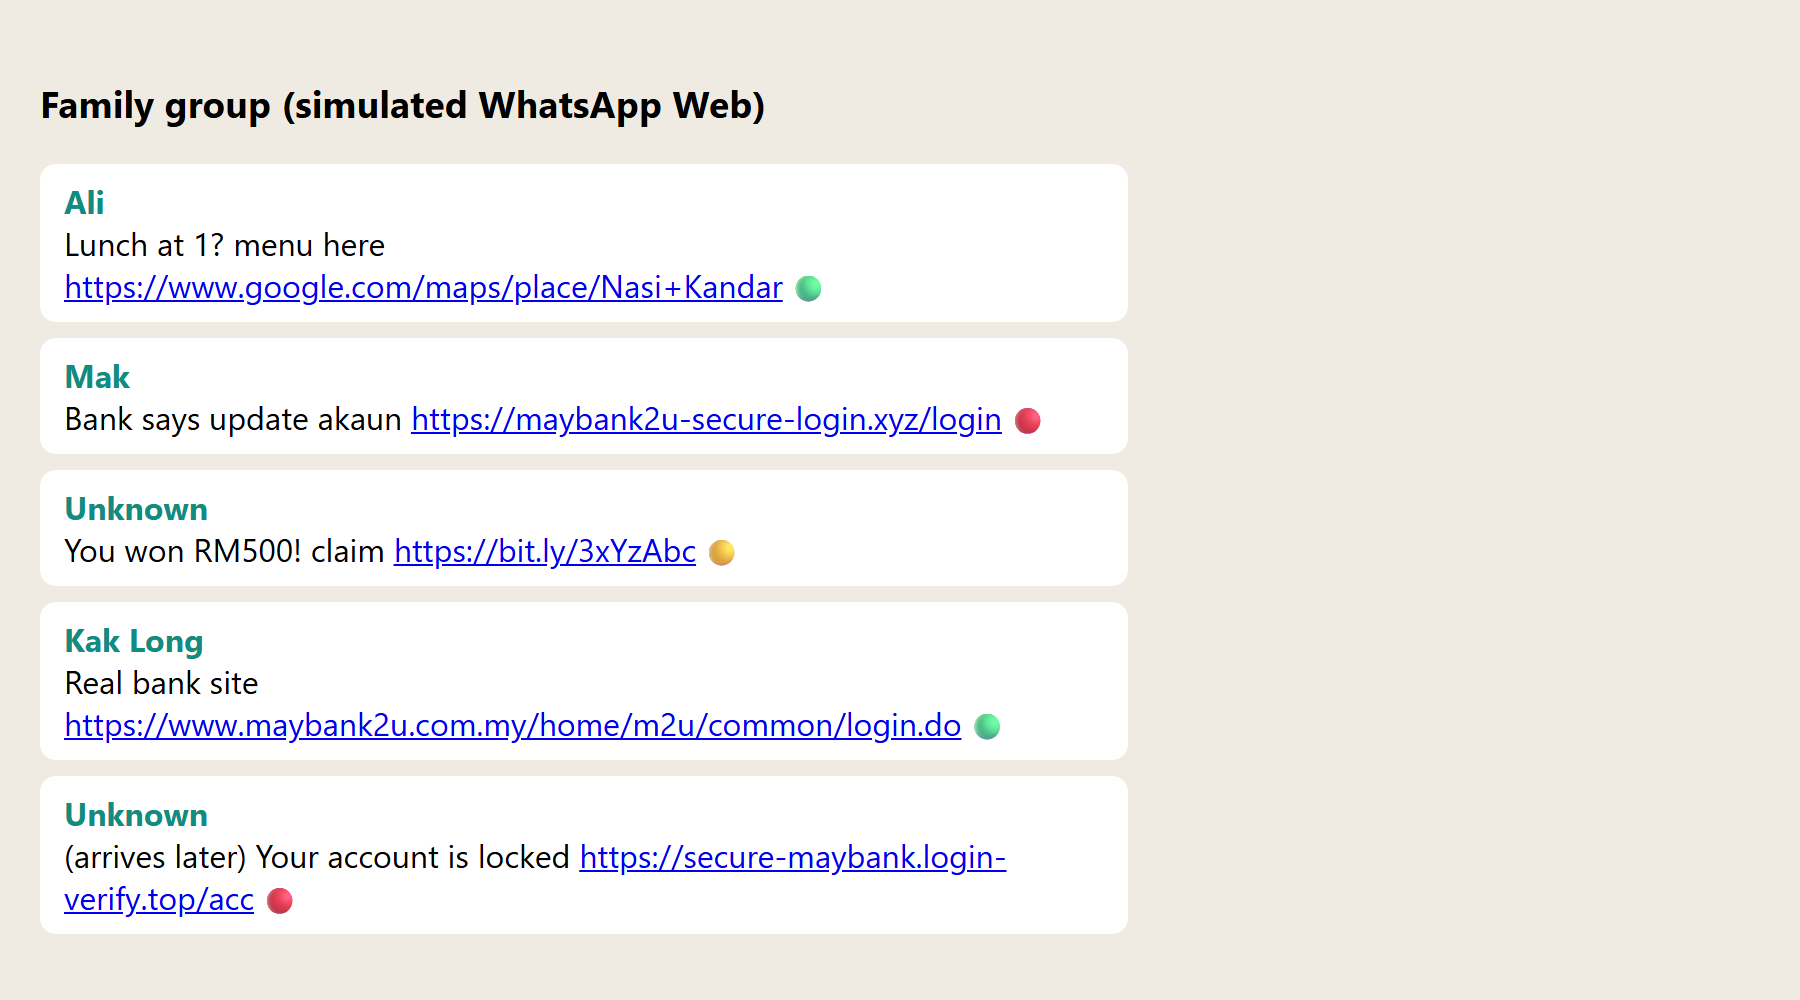 Family group (simulated WhatsApp Web)
Ali
Lunch at 1? menu here
https://www.google.com/maps/place/Nasi+Kandar
Mak
Bank says update akaun https://maybank2u-secure-login.xyz/login
Unknown
You won RM500! claim https://bit.ly/3xYzAbc
Kak Long
Real bank site
https://www.maybank2u.com.my/home/m2u/common/login.do
Unknown
(arrives later) Your account is locked https://secure-maybank.login-
verify.top/acc